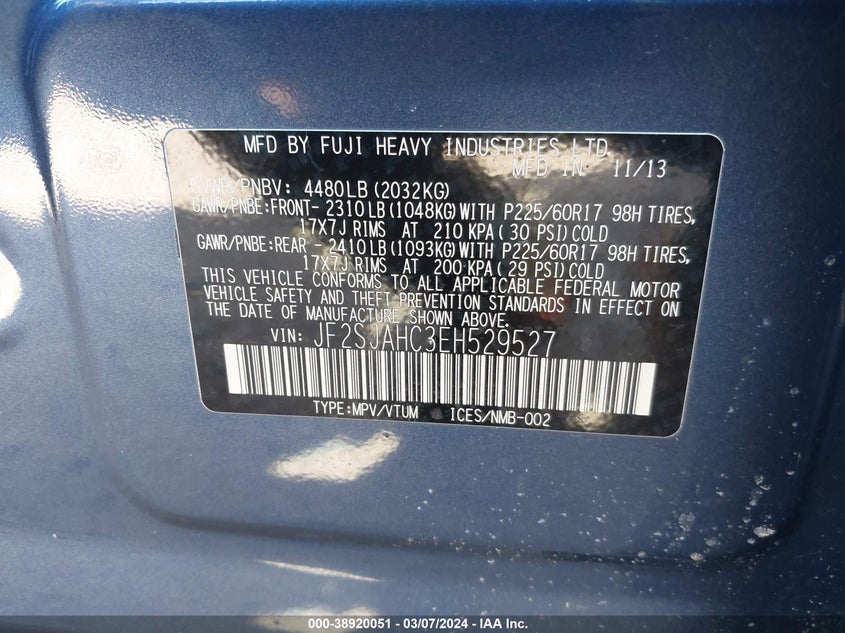 MFD BY FUJI HEAVY INDUSTRIES LTD.
MFD IN 11/13
GVWR/PNBV: 4480LB(2032KG)
GAWR/PNBE:FRONT- 2310LB(1048KG)WITH P225/60R17 98H TIRES,
17X7J RIMS AT 210 KPA(30 PSI)COLD
GAWR/PNBE:REAR - 2410LB(1093KG)WITH P225/60R17 98H TIRES,
17X7J RIMS AT 200 KPA(29 PSI)COLD
THIS VEHICLE CONFORMS TO ALL APPLICABLE FEDERAL MOTOR
VEHICLE SAFETY AND THEFT PREVENTION STANDARDS IN EFFECT ON
THE DATE OF MANUFACTURE SHOWN ABOVE.
VIN: JF2SJAHC3EH529527
TYPE:MPV/VTUM ICES/NMB-002
000-38920051 - 03/07/2024 - IAA Inc.